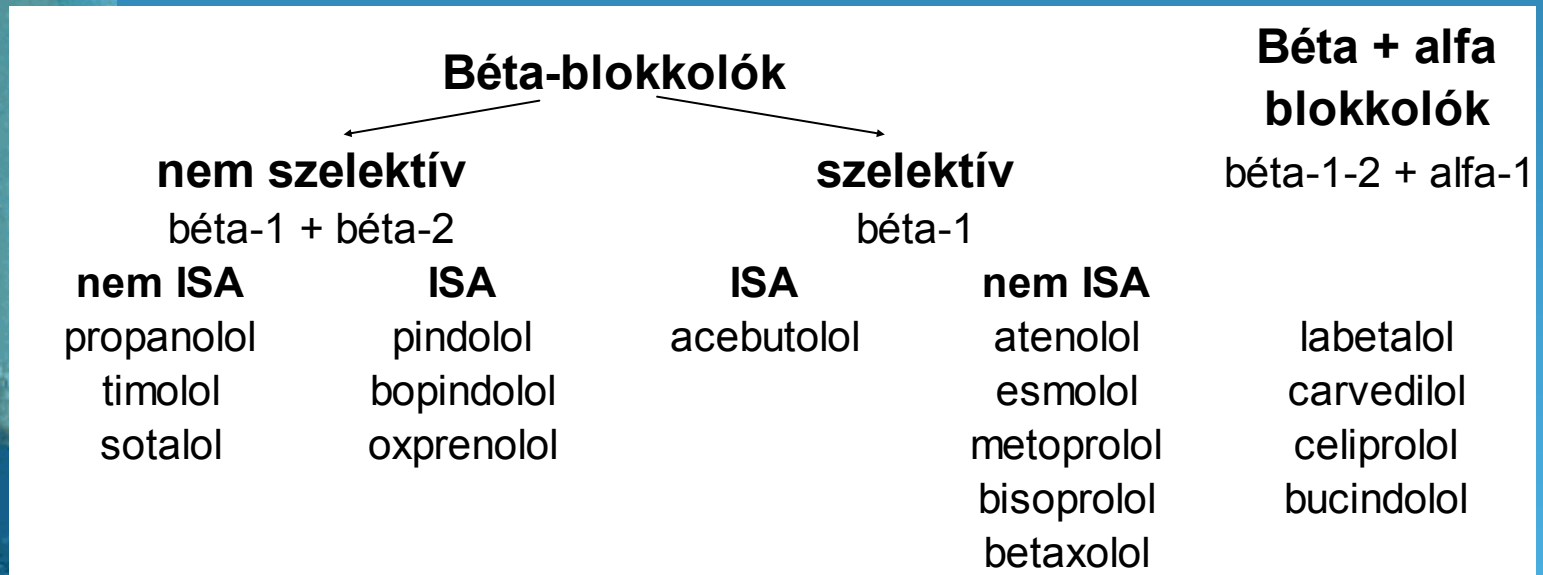 Béta-blokkolók
Béta + alfa
blokkolók
nem szelektív
szelektív
béta-1-2 + alfa-1
béta-1 + béta-2
béta-1
nem ISA ISA ISA nem ISA
propanolol pindolol acebutolol atenolol labetalol
timolol bopindolol esmolol carvedilol
sotalol oxprenolol metoprolol celiprolol
bisoprolol bucindolol
betaxolol